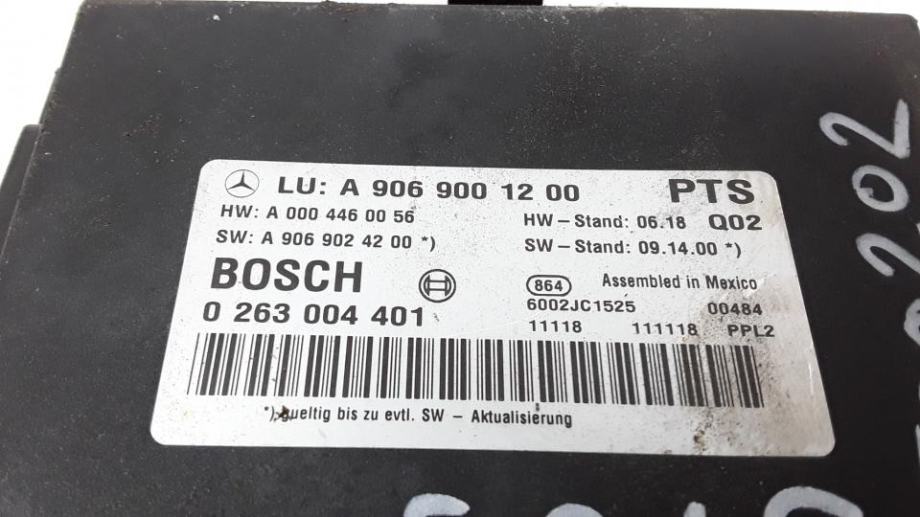 LU: A 906 900 12 00 PTS
HW: A 000 446 00 56 HW-Stand: 06.18 Q02
SW: A 906 902 42 00 *) SW-Stand: 09.14.00 *)
BOSCH 864 Assembled in Mexico
0 263 004 401 6002JC1525 00484
11118 111118 PPL2
*) gueltig bis zu evtl. SW - Aktualisierung
202